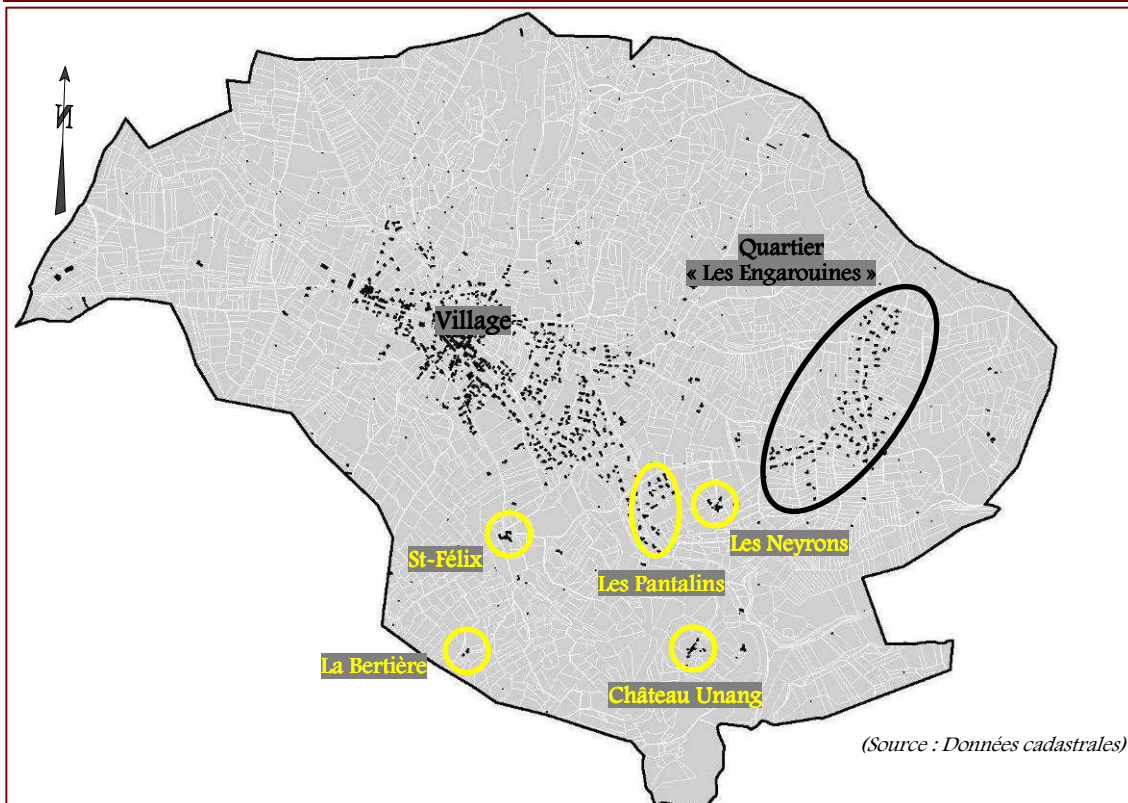 N
Quartier
« Les Engarouines »
Village
Les Neyrons
St-Félix
Les Pantalins
La Bertière
Château Unang
(Source : Données cadastrales)